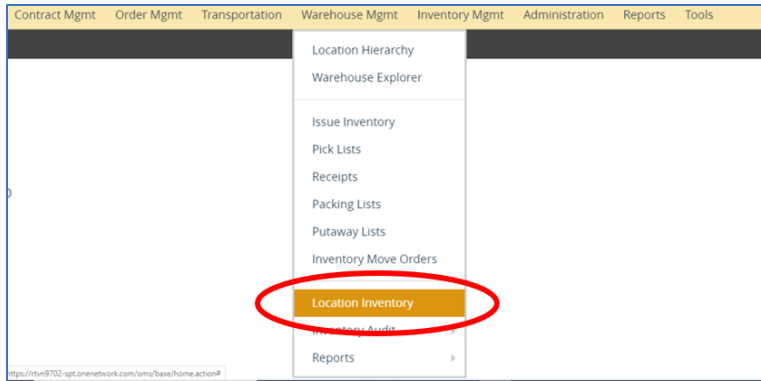 Contract Mgmt Order Mgmt Transportation Warehouse Mgmt Inventory Mgmt Administration Reports Tools
Location Hierarchy
Warehouse Explorer
Issue Inventory
Pick Lists
Receipts
Packing Lists
Putaway Lists
Inventory Move Orders
Location Inventory
Inventory Audit
Reports
https://rtvn9702-spt.onenetwork.com/oms/base/home.action#